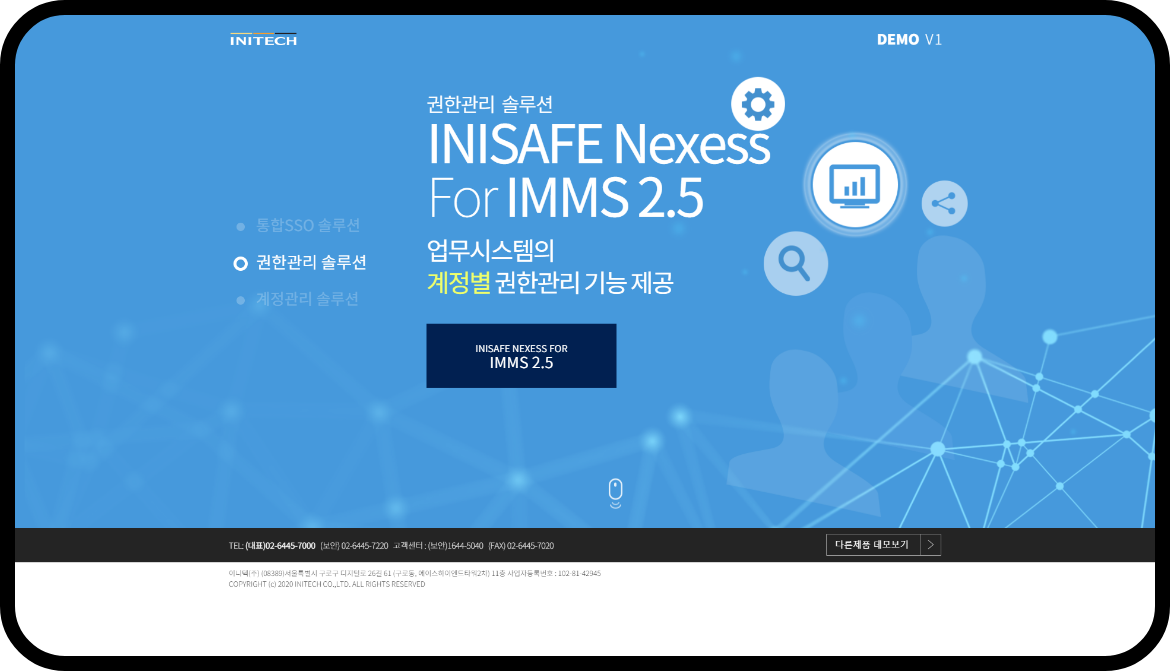 INITECH
DEMO V1
권한관리 솔루션
INISAFE Nexess
For IMMS 2.5
통합SSO 솔루션
권한관리 솔루션
계정관리 솔루션
업무시스템의
계정별 권한관리 기능 제공
INISAFE NEXESS FOR
IMMS 2.5
TEL: (대표)02-6445-7000 (보안) 02-6445-7220 고객센터 : (보안)1644-5040 (FAX) 02-6445-7020
다른제품 데모보기
이니텍(주) (08389)서울특별시 구로구 디지털로 26길 61 (구로동, 에이스하이엔드타워2차) 11층 사업자등록번호 : 102-81-42945
COPYRIGHT (c) 2020 INITECH CO.,LTD. ALL RIGHTS RESERVED